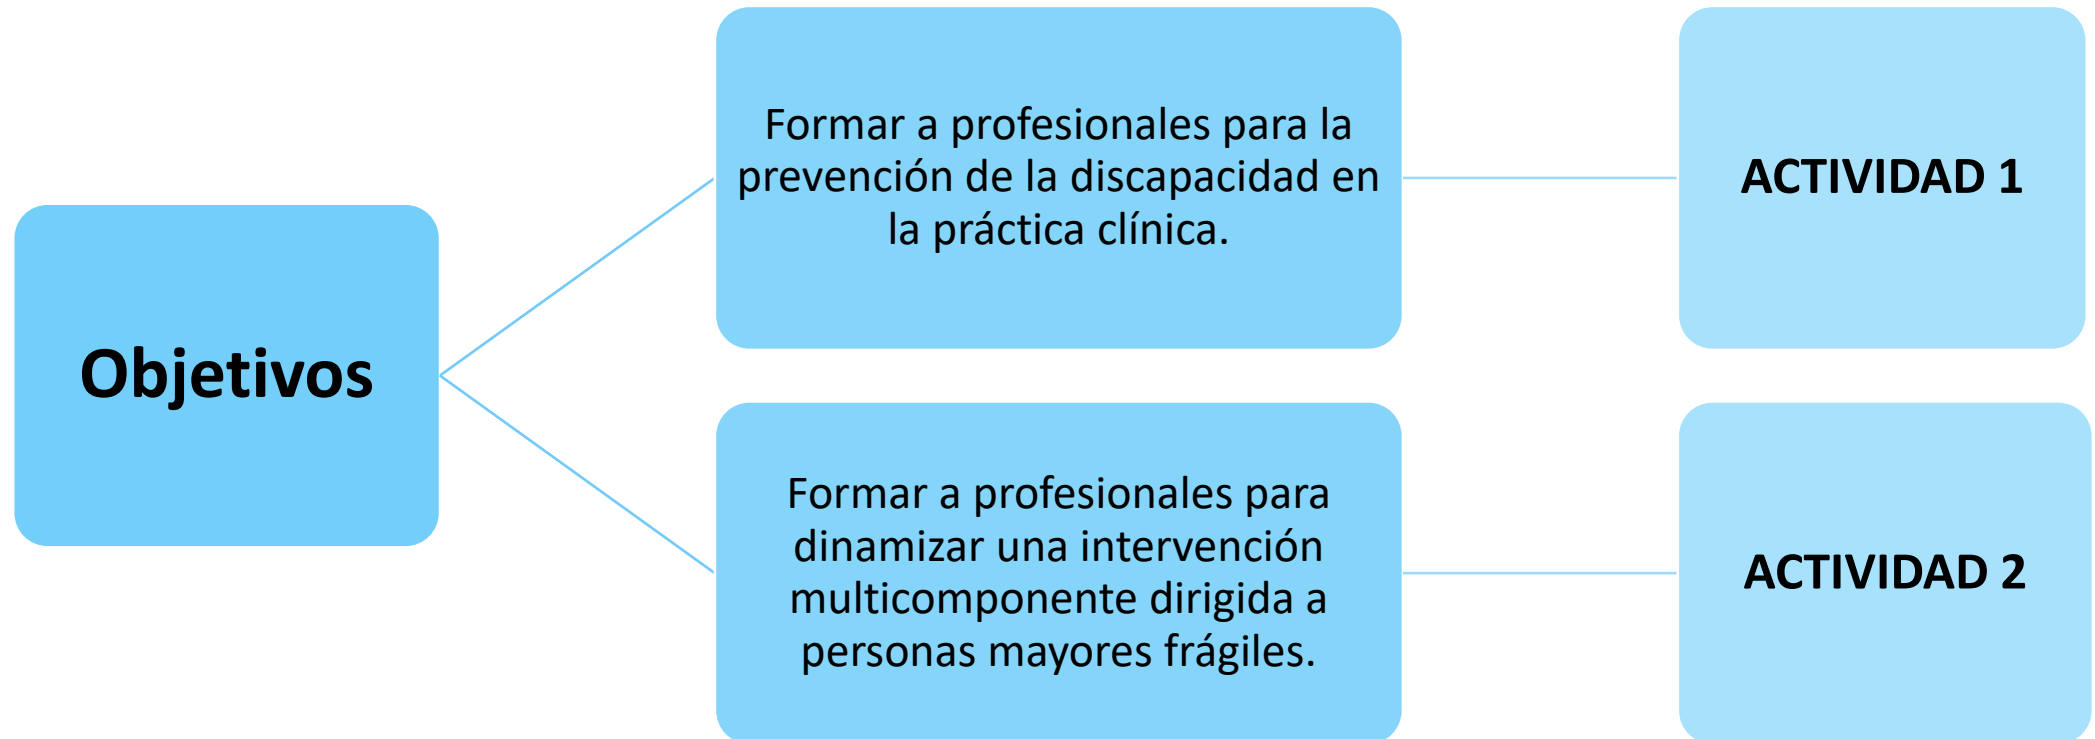 Objetivos
Formar a profesionales para la
prevención de la discapacidad en
la práctica clínica.
ACTIVIDAD 1
Formar a profesionales para
dinamizar una intervención
multicomponente dirigida a
personas mayores frágiles.
ACTIVIDAD 2